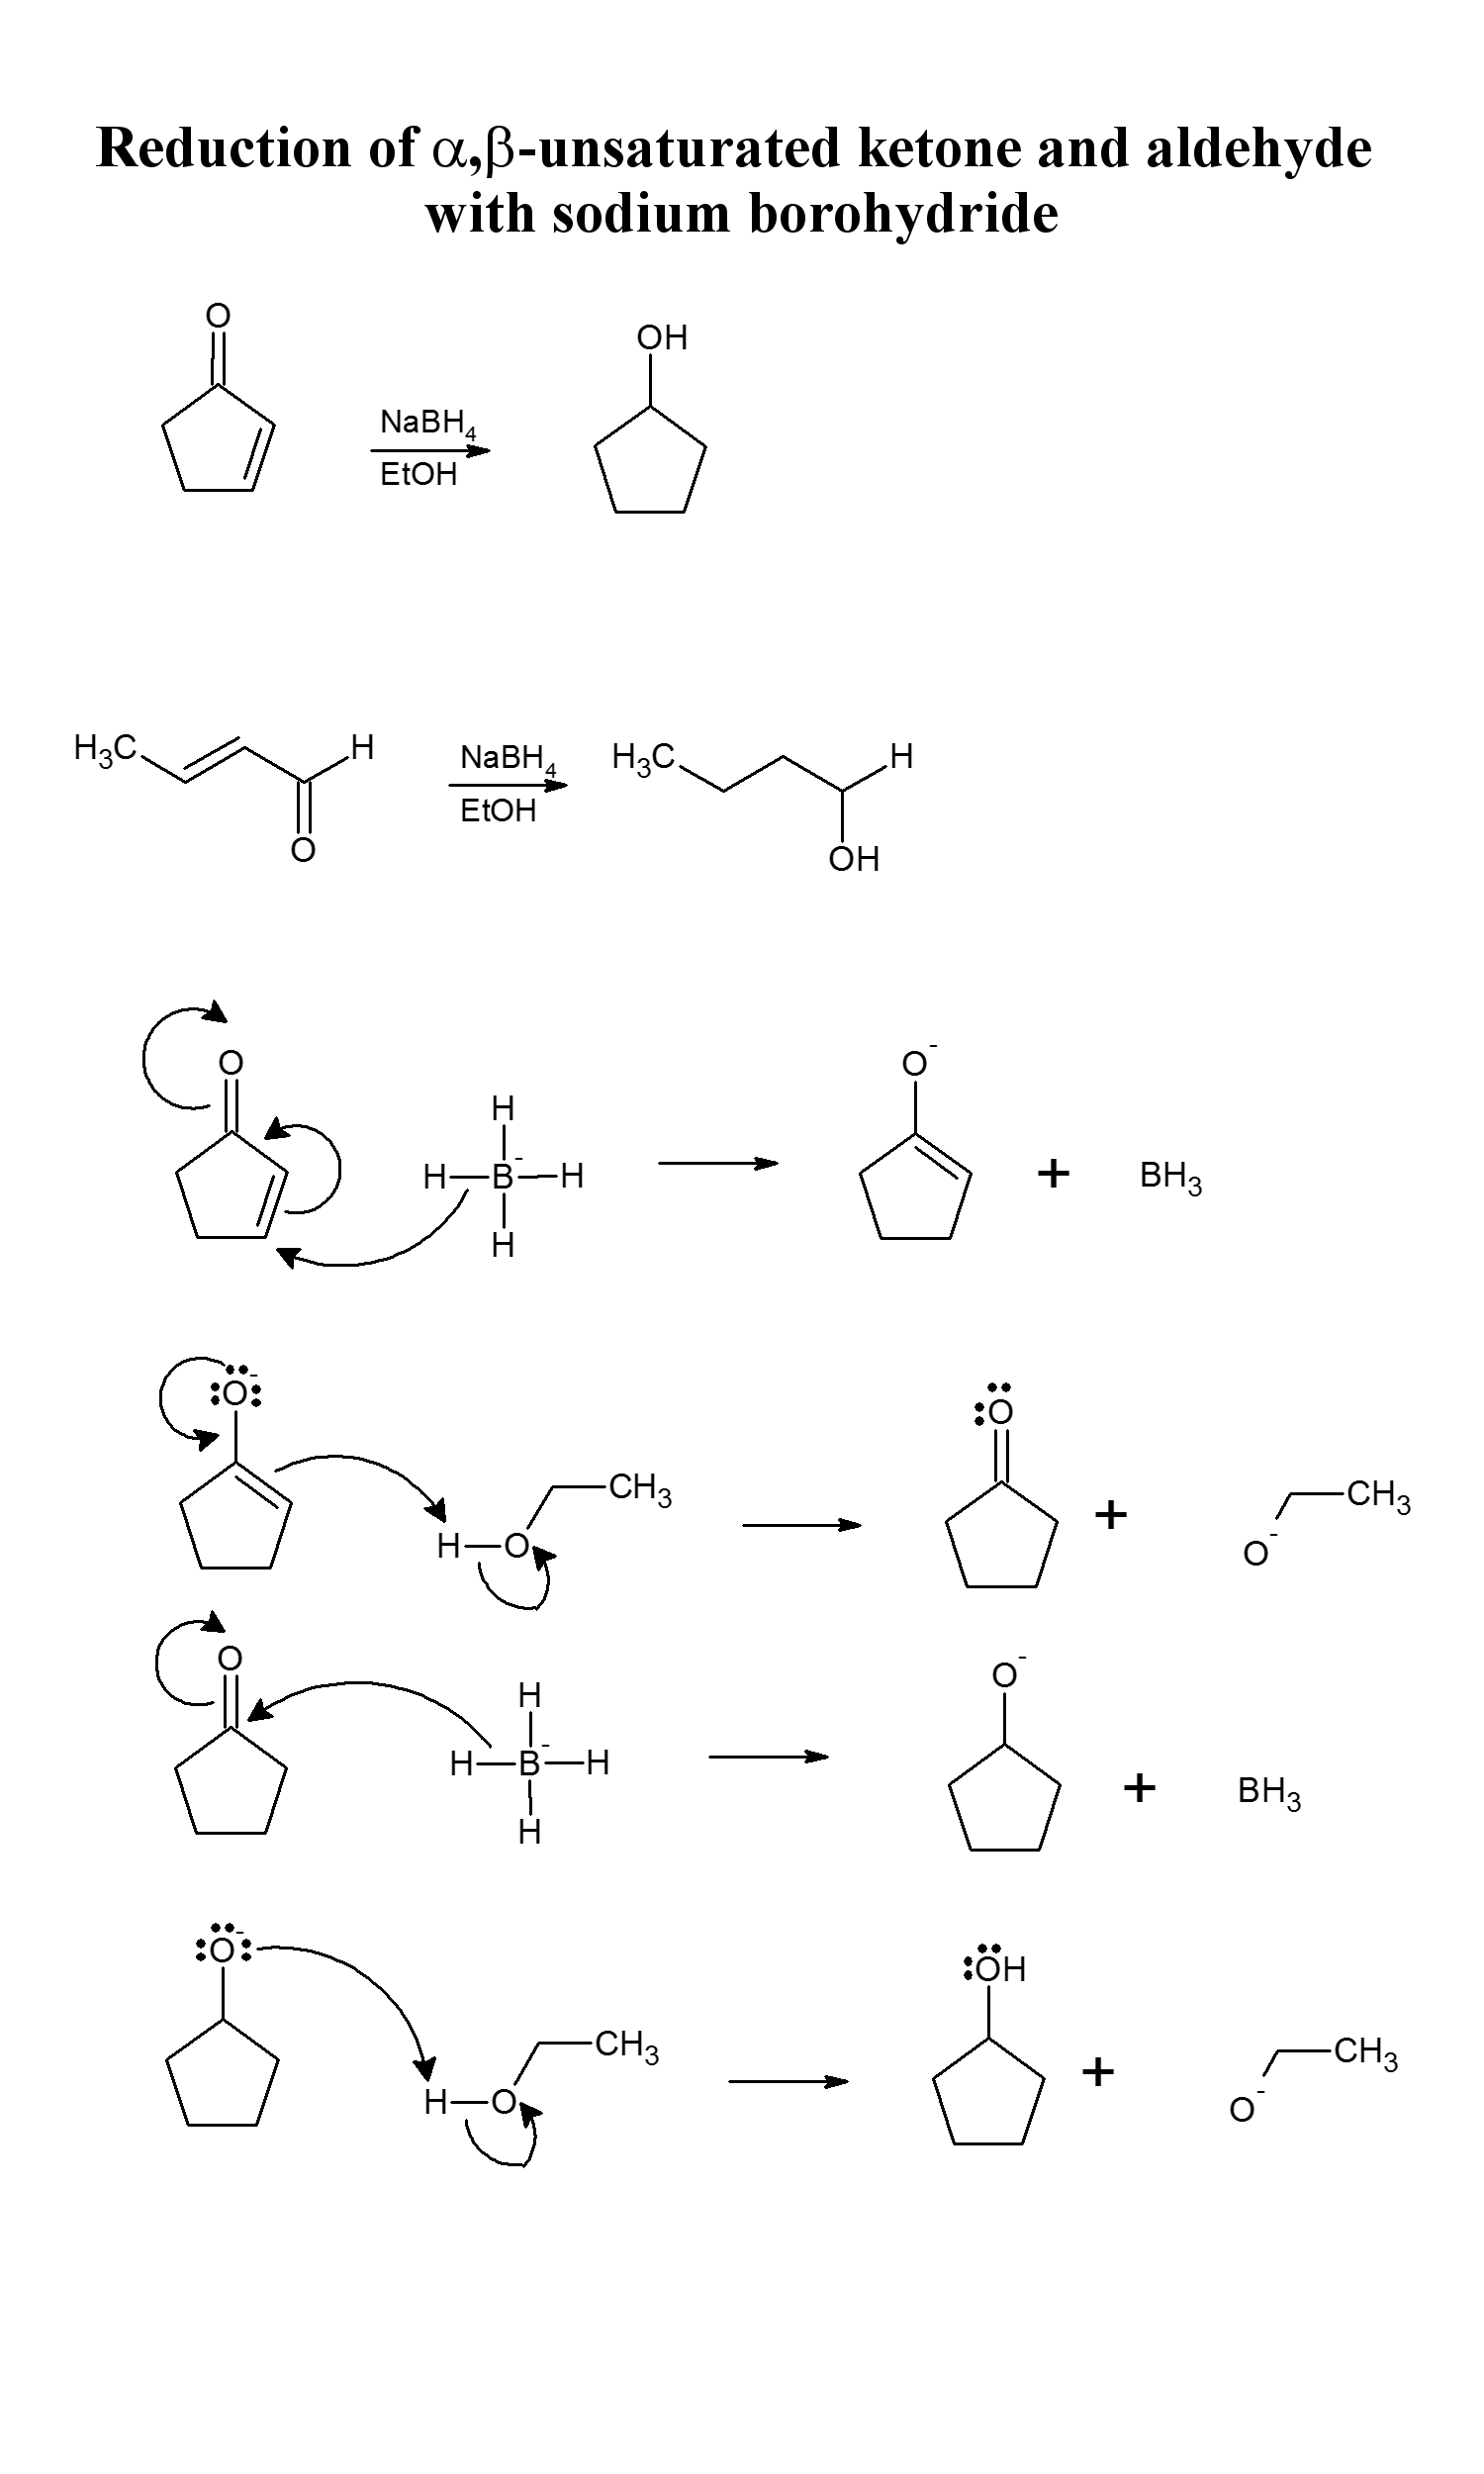 Reduction of α,β-unsaturated ketone and aldehyde
with sodium borohydride
O
OH
NaBH₄
EtOH
H₃C
H
O
NaBH₄
EtOH
H₃C
H
OH
O
H
H B⁻ H
H
O⁻
+ BH₃
:Ö:⁻
H O CH₃
:Ö
+
O⁻ CH₃
O
H
H B⁻ H
H
O⁻
+ BH₃
:Ö:⁻
H O CH₃
:ÖH
+
O⁻ CH₃